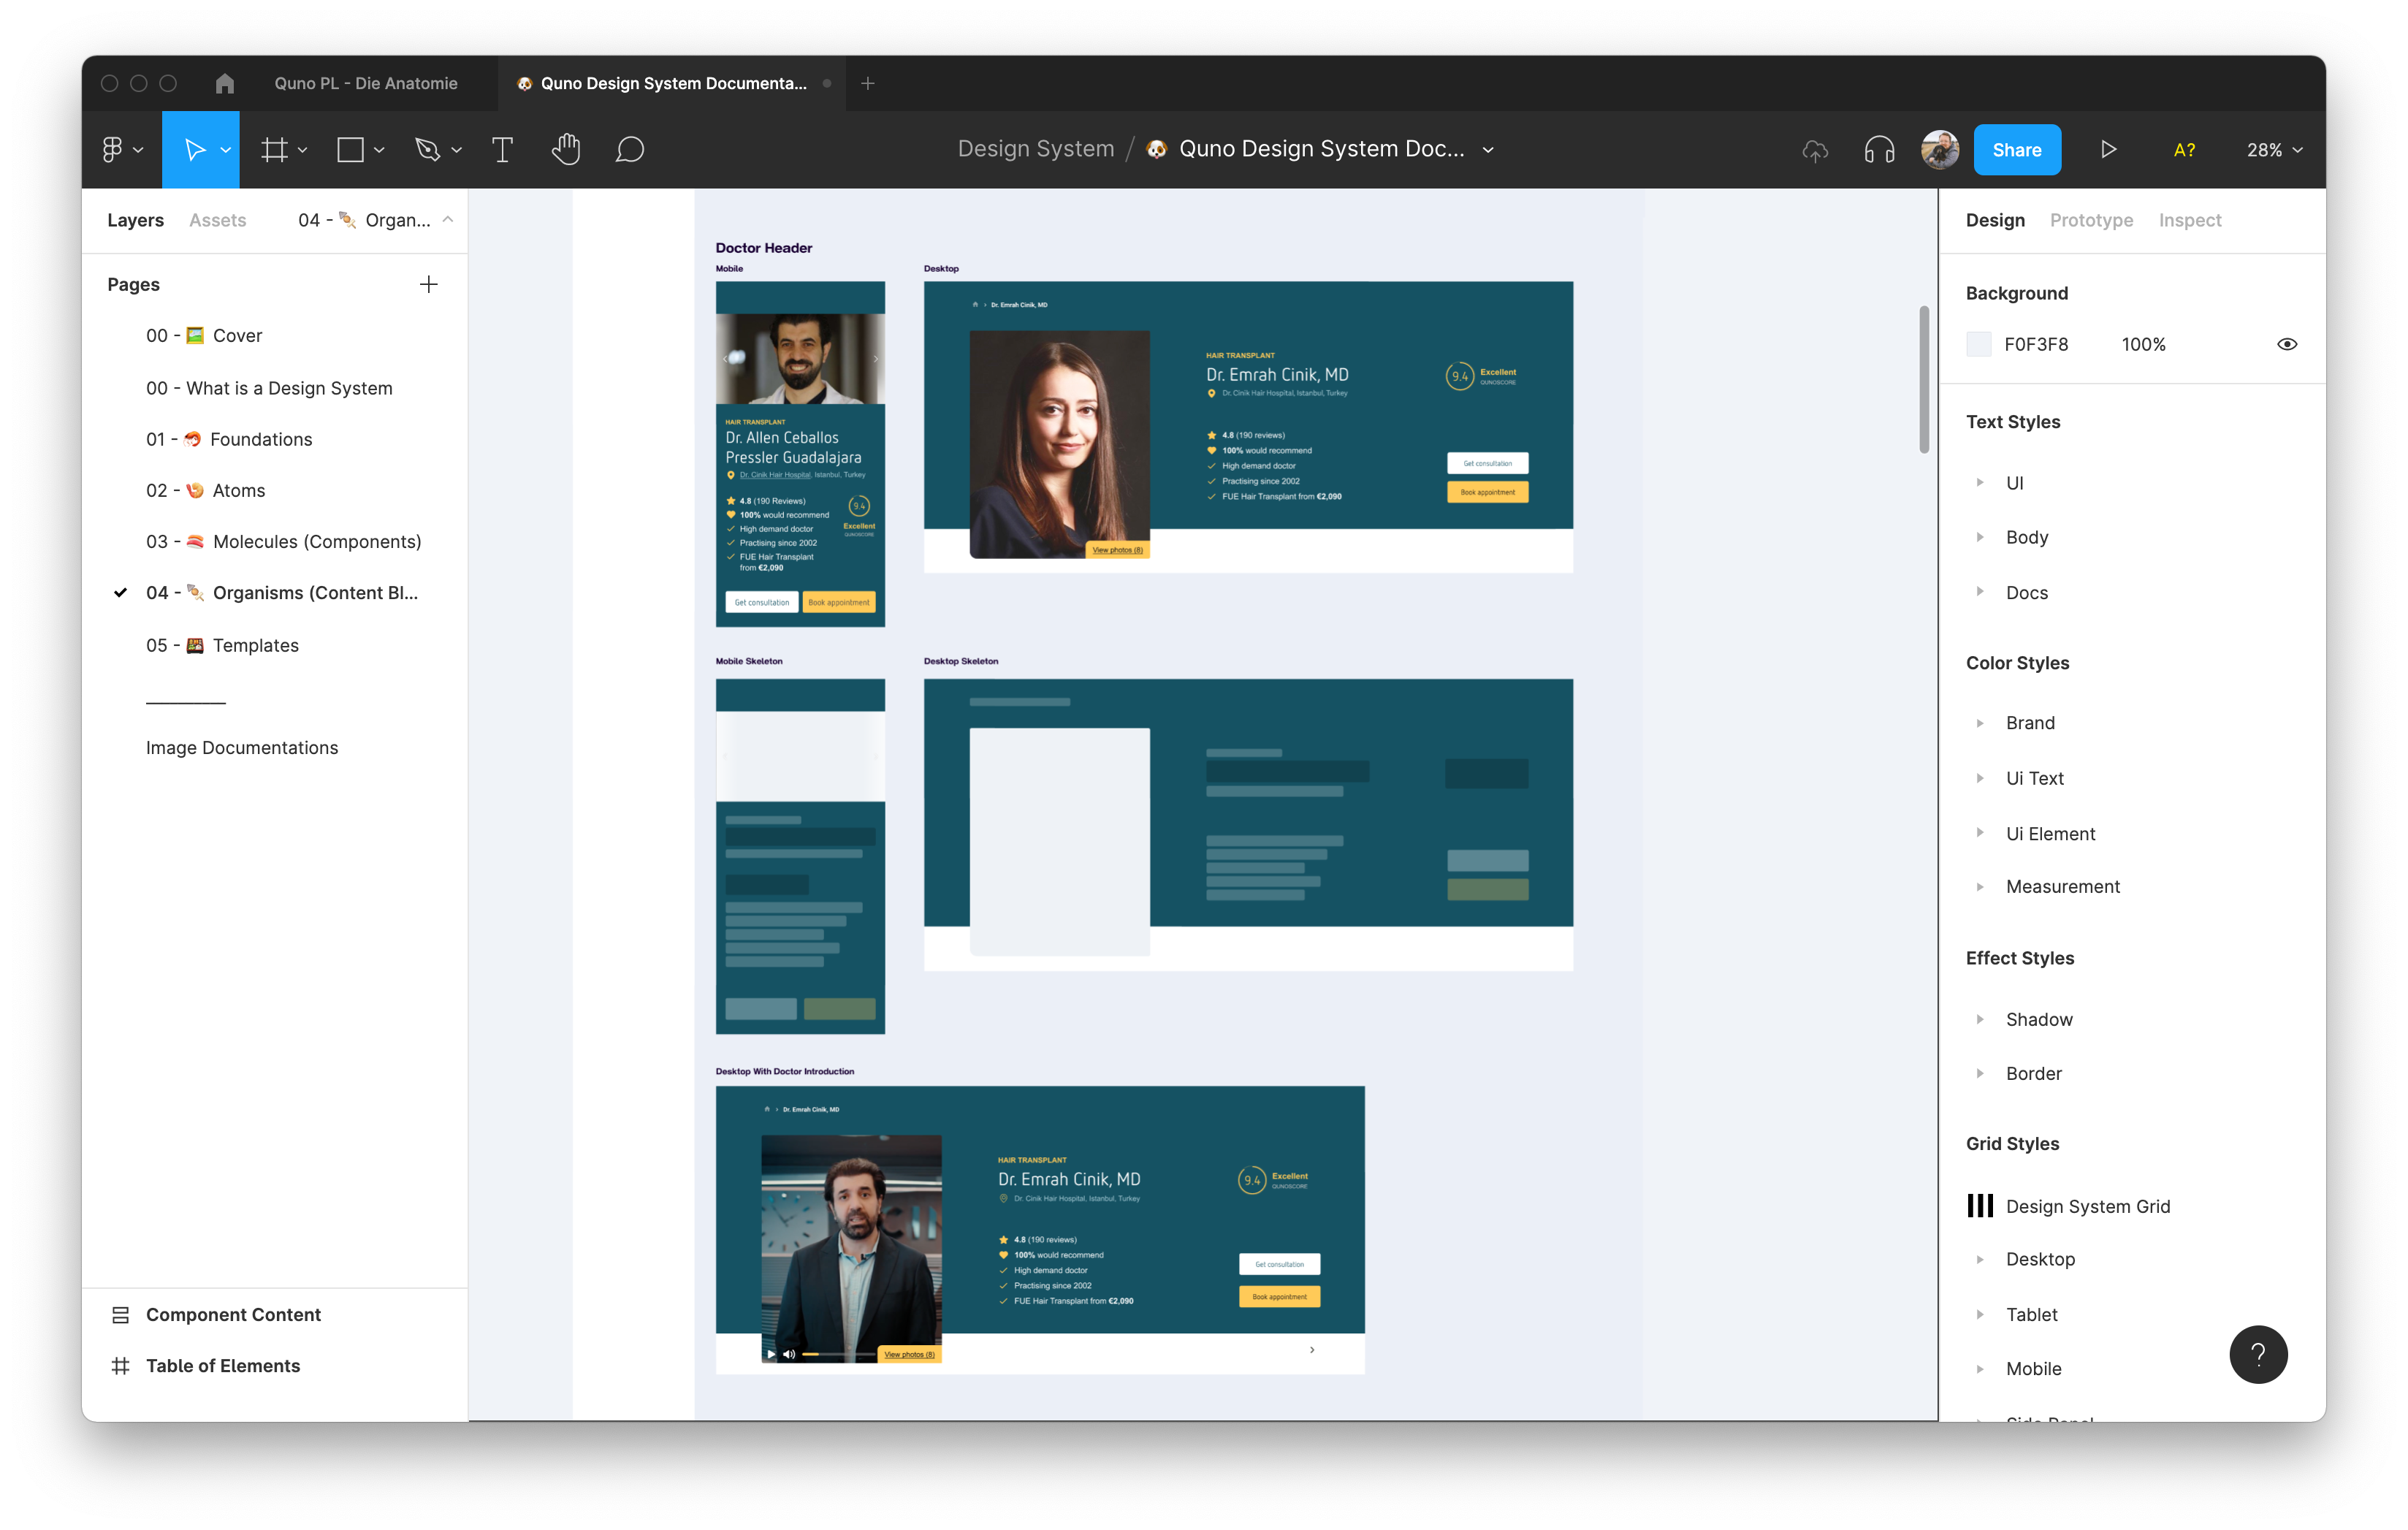 Quno PL - Die Anatomie
Quno Design System Documenta...
Design System / Quno Design System Doc...
Share
A?
28%
Layers
Assets
04 - Organ...
Pages
00 - Cover
00 - What is a Design System
01 - Foundations
02 - Atoms
03 - Molecules (Components)
04 - Organisms (Content Bl...
05 - Templates
Image Documentations
Component Content
Table of Elements
Doctor Header
Mobile
HAIR TRANSPLANT
Dr. Allen Ceballos
Pressler Guadalajara
Dr. Cinik Hair Hospital, Istanbul, Turkey
4.8 (190 Reviews)
100% would recommend
High demand doctor
Practising since 2002
FUE Hair Transplant
from €2,090
9.4
Excellent
QUNOSCORE
Get consultation
Book appointment
Desktop
Dr. Emrah Cinik, MD
HAIR TRANSPLANT
Dr. Emrah Cinik, MD
Dr. Cinik Hair Hospital, Istanbul, Turkey
9.4
Excellent
QUNOSCORE
4.8 (190 reviews)
100% would recommend
High demand doctor
Practising since 2002
FUE Hair Transplant from €2,090
Get consultation
Book appointment
View photos (8)
Mobile Skeleton
Desktop Skeleton
Desktop With Doctor Introduction
Dr. Emrah Cinik, MD
HAIR TRANSPLANT
Dr. Emrah Cinik, MD
Dr. Cinik Hair Hospital, Istanbul, Turkey
9.4
Excellent
QUNOSCORE
4.8 (190 reviews)
100% would recommend
High demand doctor
Practising since 2002
FUE Hair Transplant from €2,090
Get consultation
Book appointment
View photos (8)
Design
Prototype
Inspect
Background
F0F3F8
100%
Text Styles
UI
Body
Docs
Color Styles
Brand
Ui Text
Ui Element
Measurement
Effect Styles
Shadow
Border
Grid Styles
Design System Grid
Desktop
Tablet
Mobile
Side Panel
?